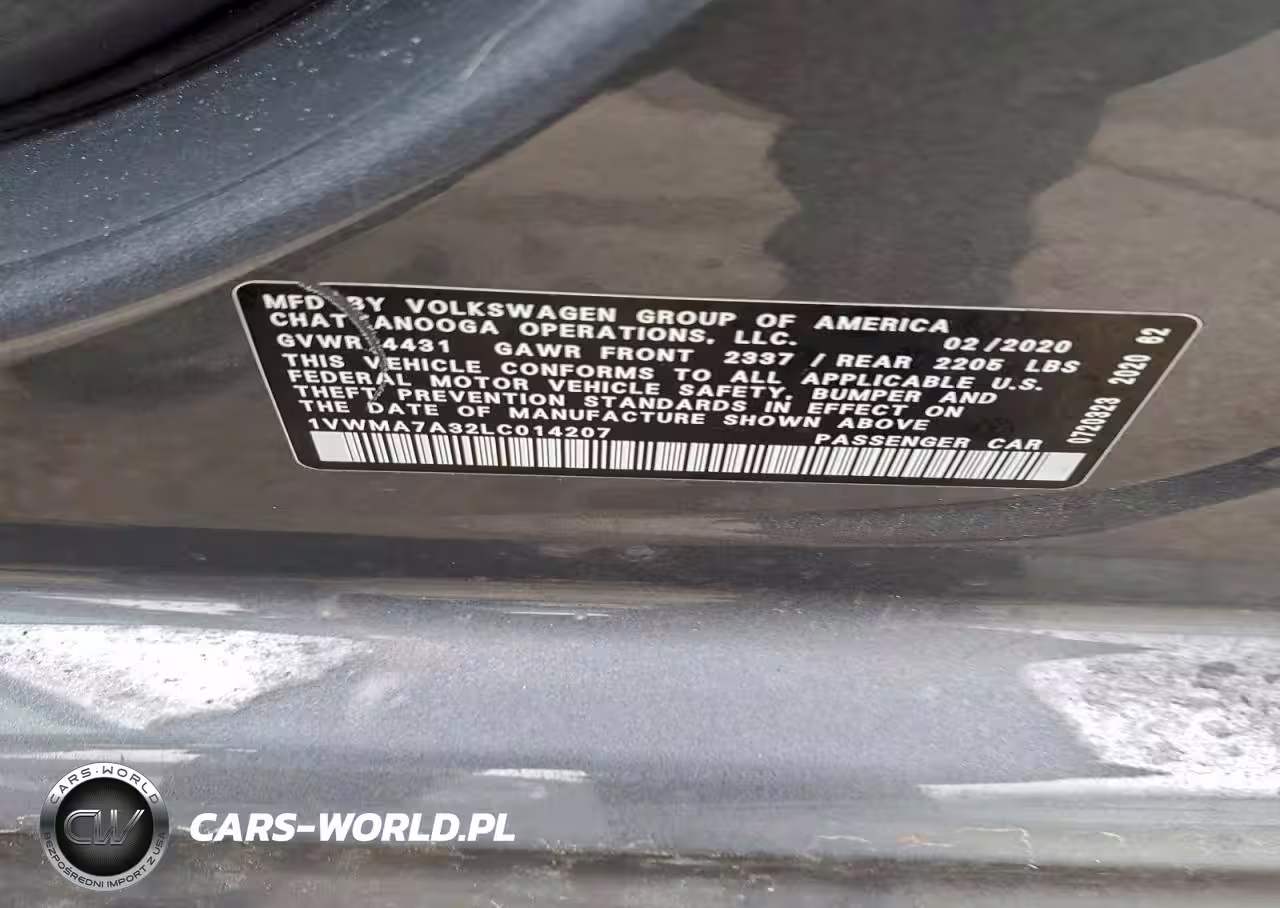 MFD BY VOLKSWAGEN GROUP OF AMERICA
CHATTANOOGA OPERATIONS, LLC. 02/2020
GVWR 4431 GAWR FRONT 2337 / REAR 2205 LBS
THIS VEHICLE CONFORMS TO ALL APPLICABLE U.S.
FEDERAL MOTOR VEHICLE SAFETY, BUMPER AND
THEFT PREVENTION STANDARDS IN EFFECT ON
THE DATE OF MANUFACTURE SHOWN ABOVE
1VWMA7A32LC014207 PASSENGER CAR
0720323 2020 62
CARS-WORLD
CW
BEZPOŚREDNI IMPORT Z USA
CARS-WORLD.PL